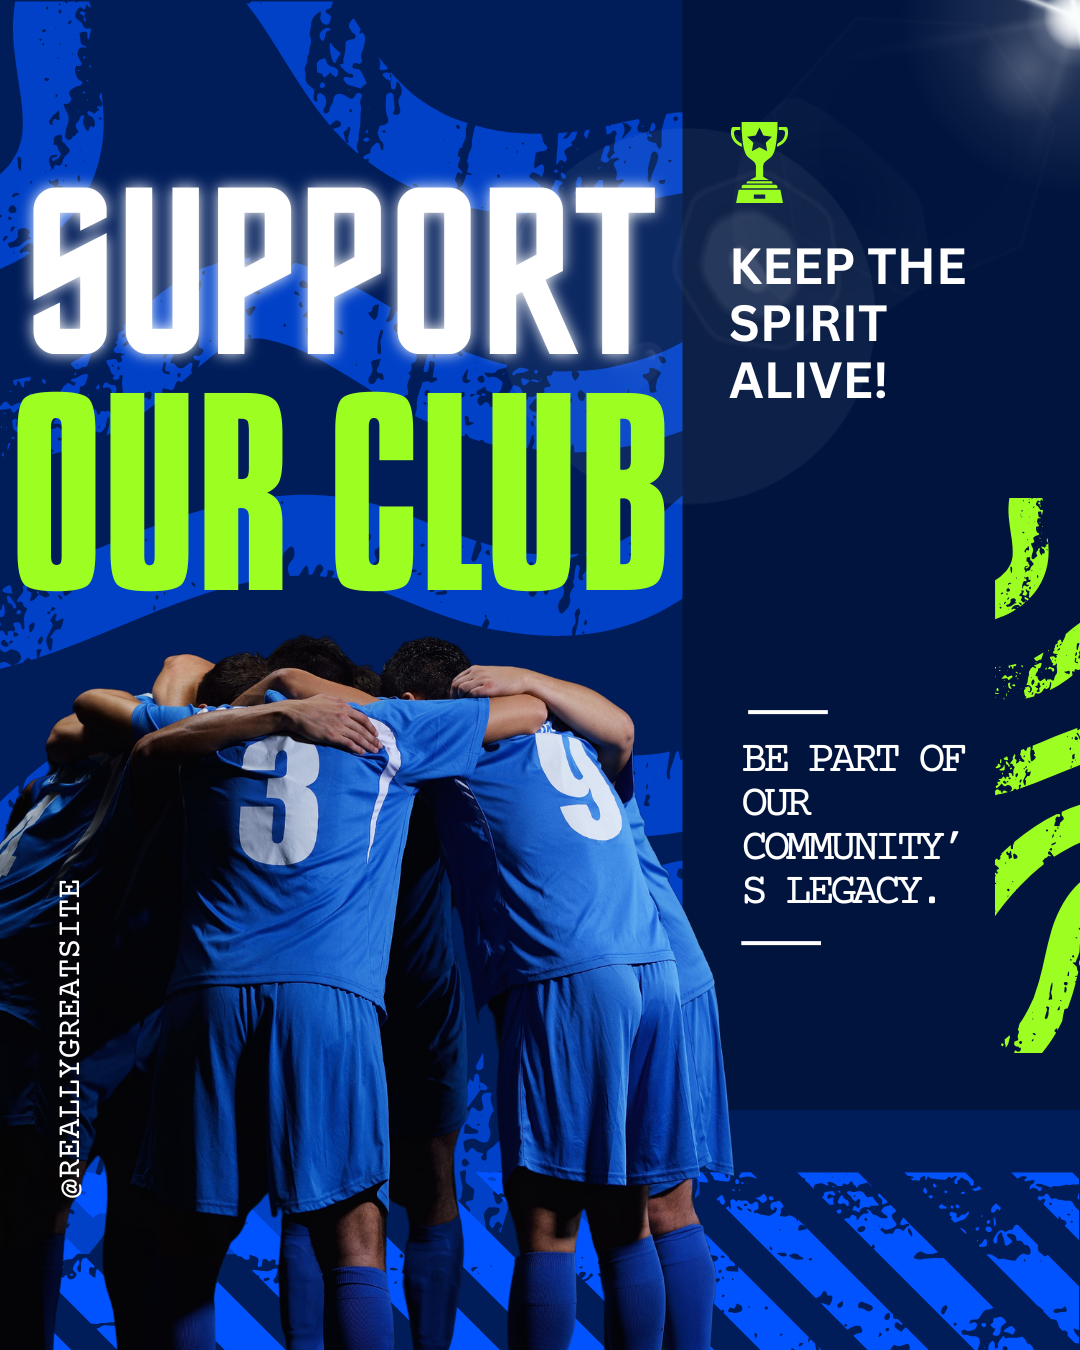 SUPPORT
OUR CLUB
KEEP THE
SPIRIT
ALIVE!
BE PART OF
OUR
COMMUNITY’
S LEGACY.
3
9
@REALLYGREATSITE